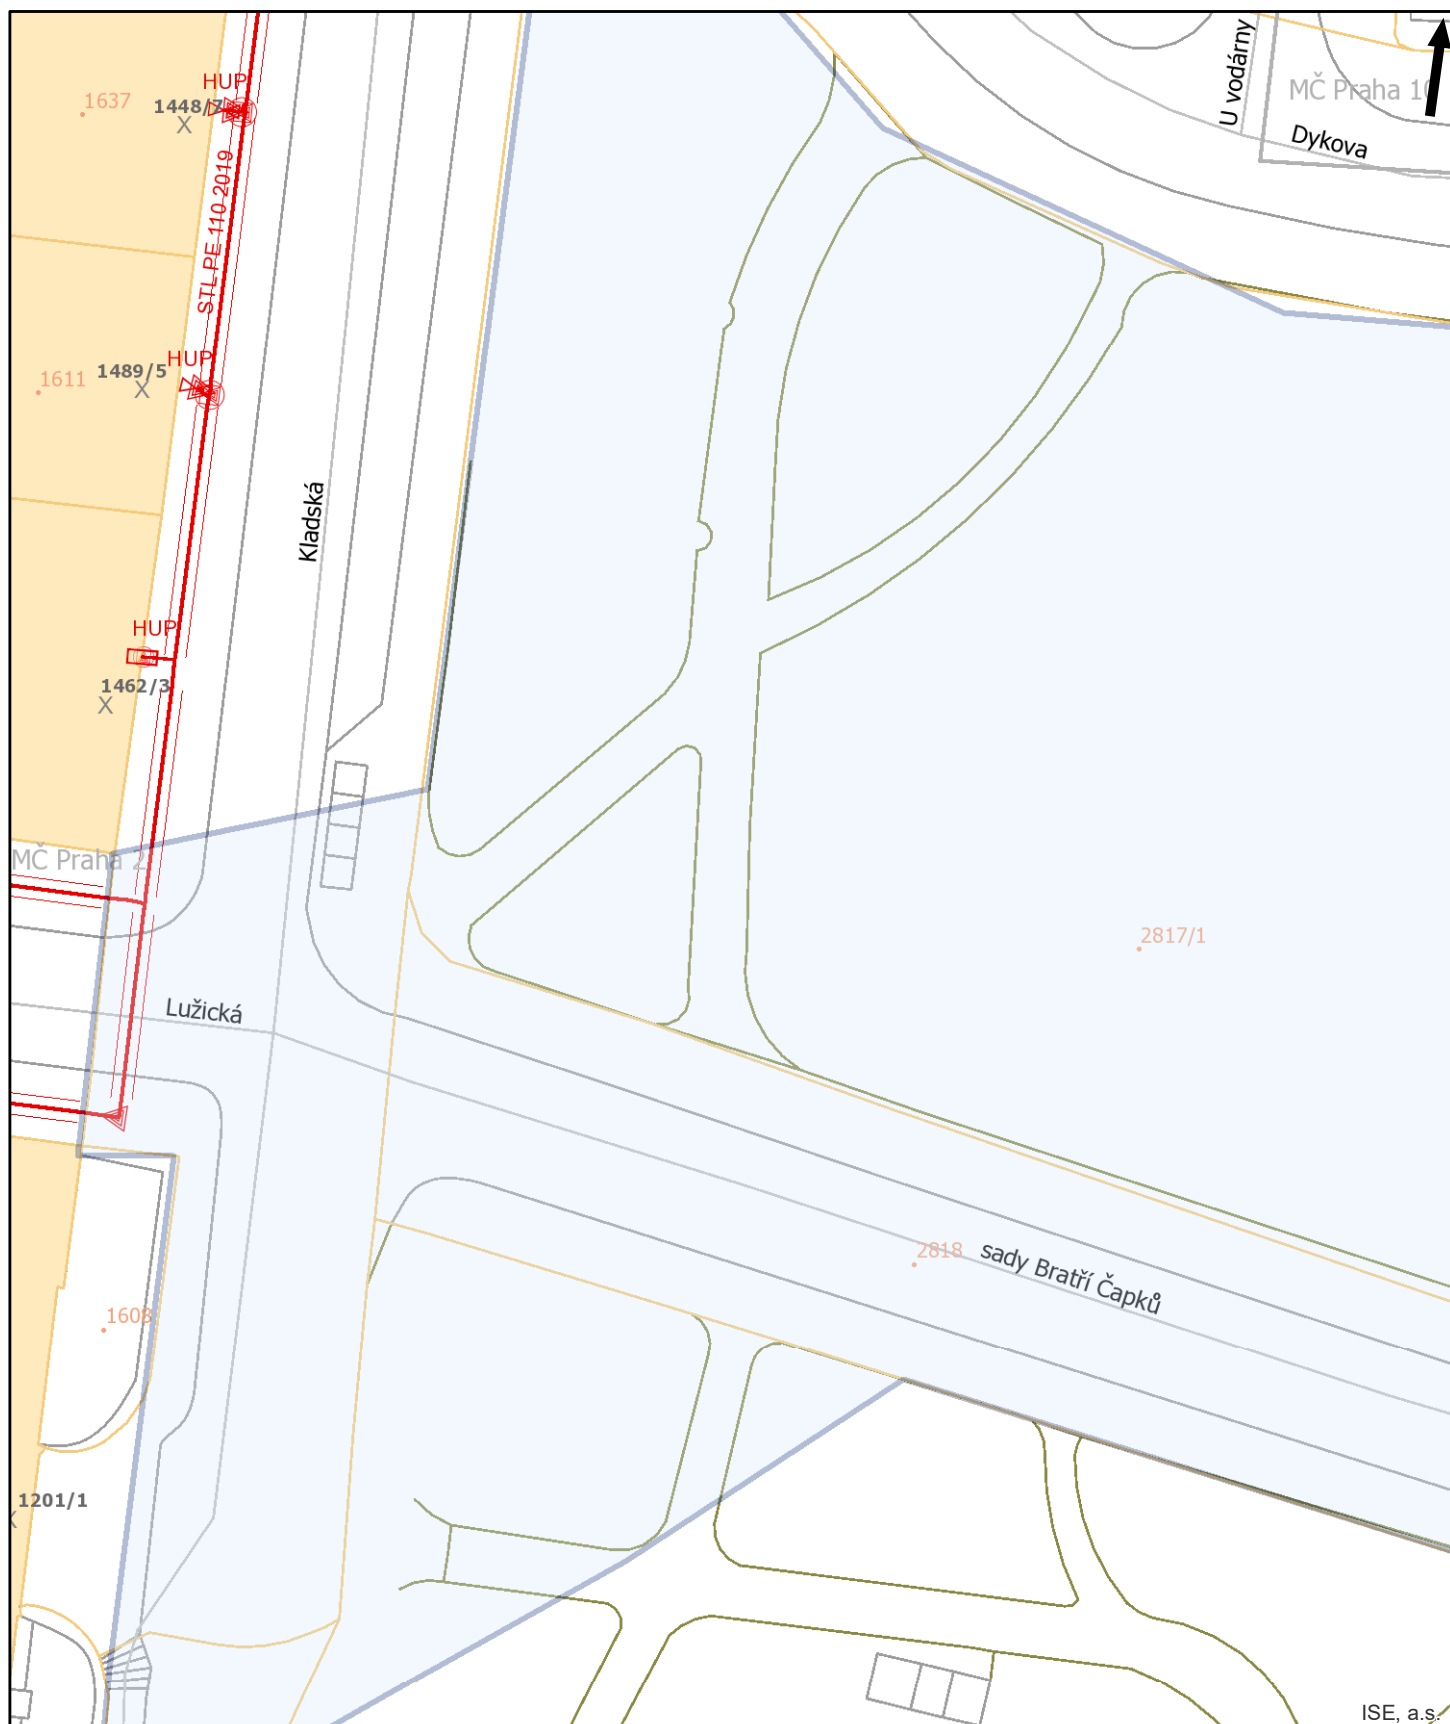 HUP
1637
1448/7
X
U vodárny
MČ Praha 10
Dykova
STL PE 110 2019
HUP
1489/5
1611
X
Kladská
HUP
1462/3
X
MČ Praha 2
2817/1
Lužická
2818
sady Bratří Čapků
1608
1201/1
X
ISE, a.s.